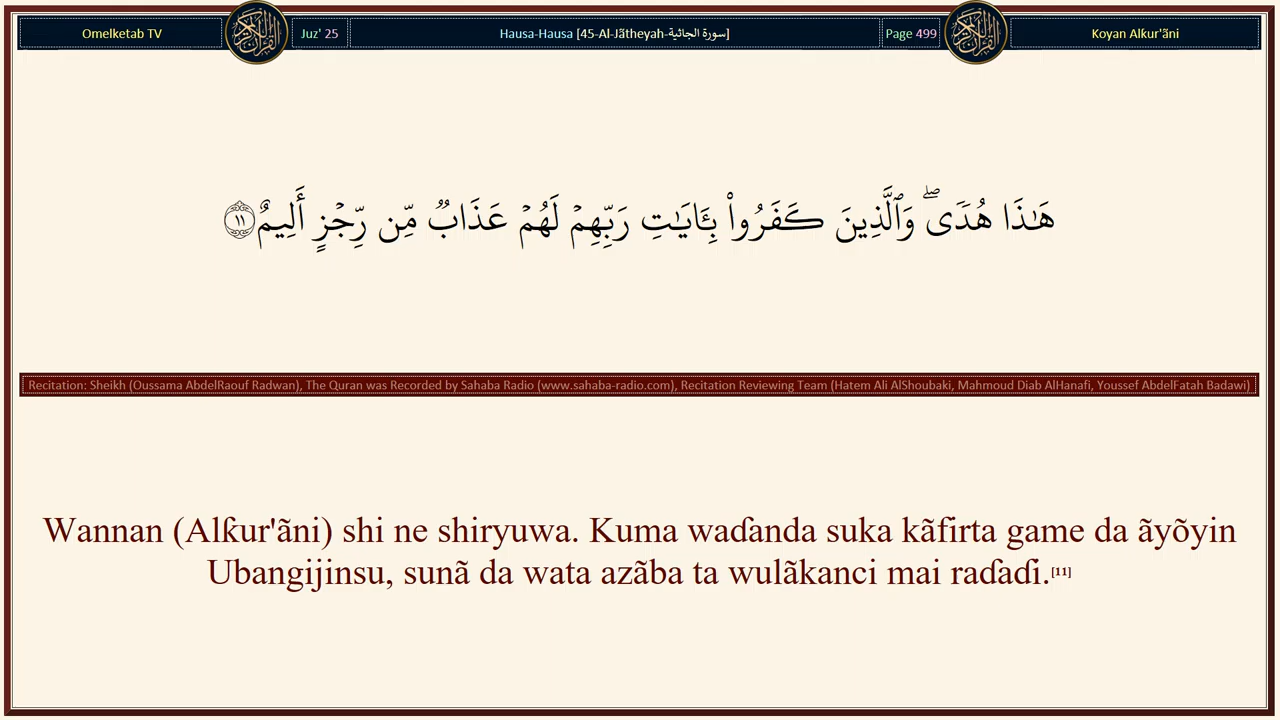 Omelketab TV
Juz' 25
Hausa-Hausa [45-Al-Jãtheyah-سورة الجاثية]
Page 499
Koyan Alƙur'ãni
هَـٰذَا هُدٗىۖ وَٱلَّذِينَ كَفَرُواْ بِـَٔايَٰتِ رَبِّهِمۡ لَهُمۡ عَذَابٞ مِّن رِّجۡزٍ أَلِيمٌ ١١
Recitation: Sheikh (Oussama AbdelRaouf Radwan), The Quran was Recorded by Sahaba Radio (www.sahaba-radio.com), Recitation Reviewing Team (Hatem Ali AlShoubaki, Mahmoud Diab AlHanafi, Youssef AbdelFatah Badawi)
Wannan (Alƙur'ãni) shi ne shiryuwa. Kuma waɗanda suka kãfirta game da ãyõyin
Ubangijinsu, sunã da wata azãba ta wulãkanci mai raɗaɗi.[11]